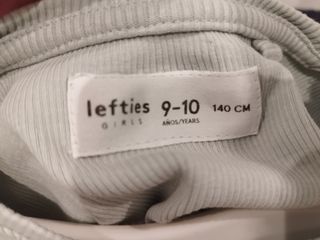 lefties 9-10 140 CM
GIRLS AÑOS/YEARS